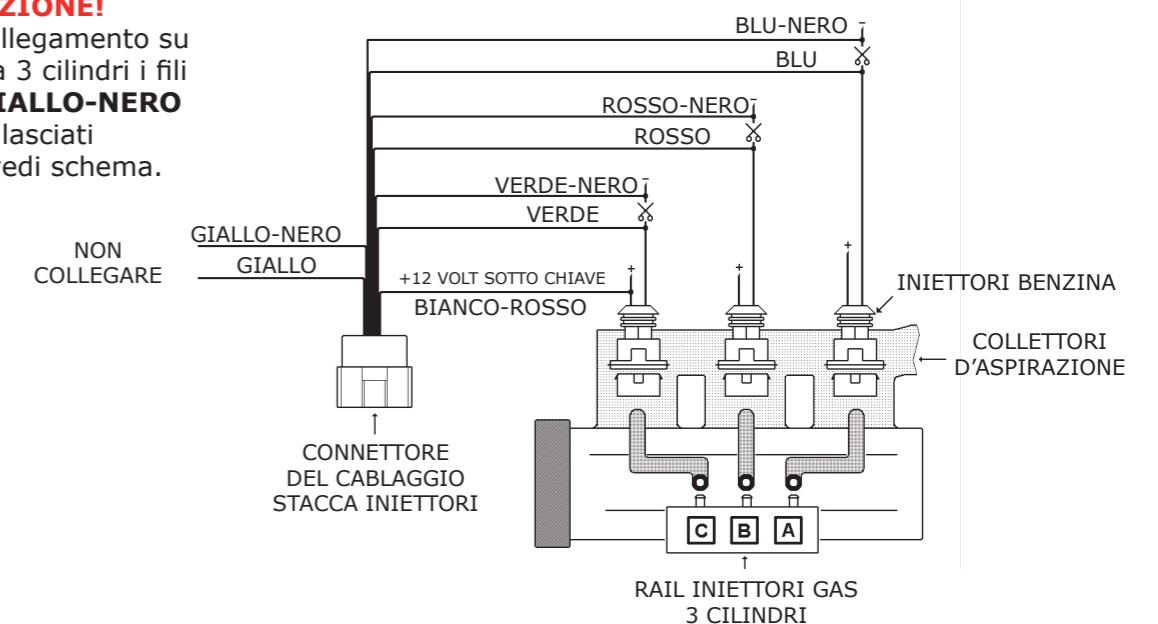 ZIONE!
llegamento su
a 3 cilindri i fili
IALLO-NERO
lasciati
vedi schema.
BLU-NERO -
BLU
ROSSO-NERO -
ROSSO
VERDE-NERO -
VERDE
GIALLO-NERO
GIALLO
NON
COLLEGARE
+12 VOLT SOTTO CHIAVE
BIANCO-ROSSO
+
+
+
INIETTORI BENZINA
COLLETTORI
D'ASPIRAZIONE
CONNETTORE
DEL CABLAGGIO
STACCA INIETTORI
C B A
RAIL INIETTORI GAS
3 CILINDRI